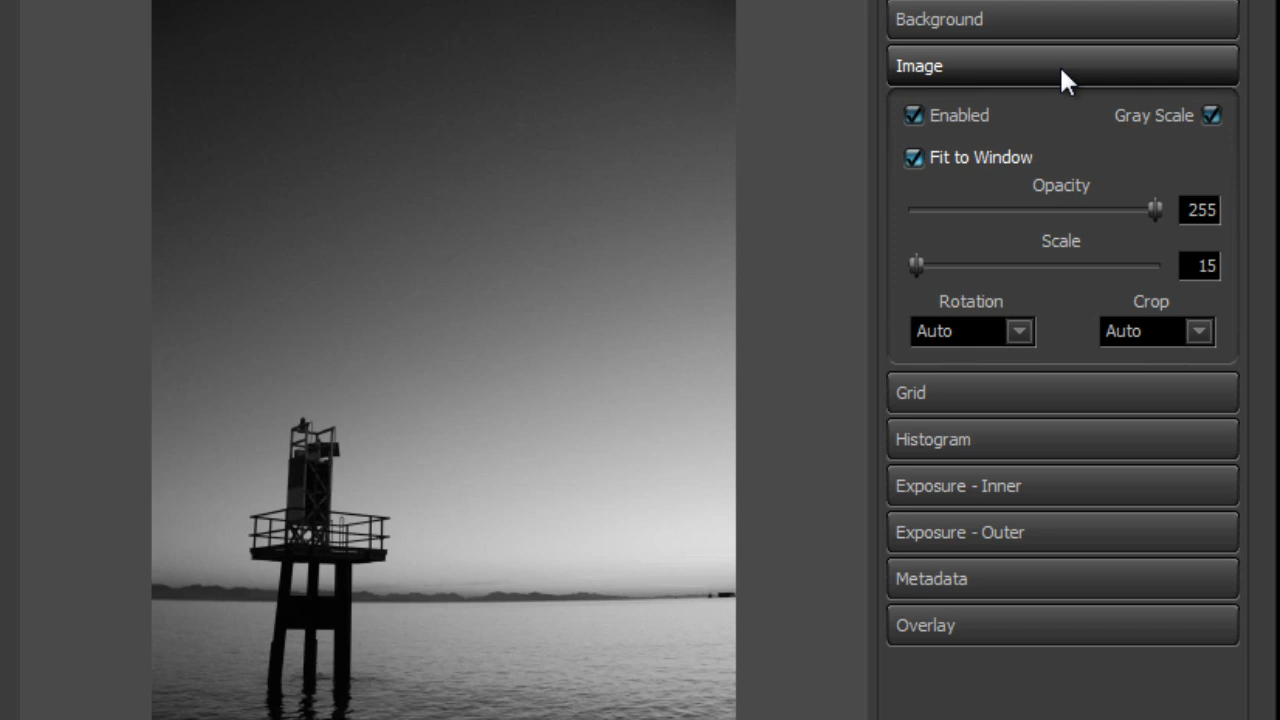 Background
Image
Enabled Gray Scale
Fit to Window
Opacity
255
Scale
15
Rotation Crop
Auto Auto
Grid
Histogram
Exposure - Inner
Exposure - Outer
Metadata
Overlay